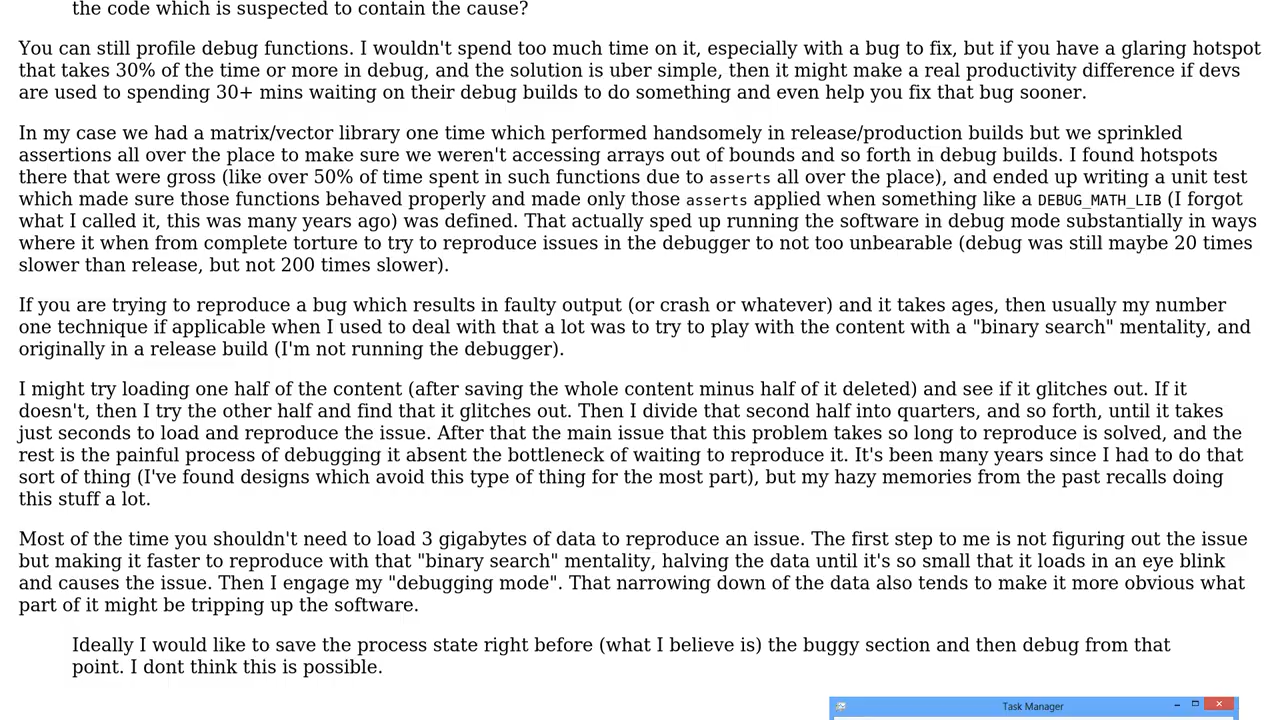 the code which is suspected to contain the cause?
You can still profile debug functions. I wouldn't spend too much time on it, especially with a bug to fix, but if you have a glaring hotspot
that takes 30% of the time or more in debug, and the solution is uber simple, then it might make a real productivity difference if devs
are used to spending 30+ mins waiting on their debug builds to do something and even help you fix that bug sooner.
In my case we had a matrix/vector library one time which performed handsomely in release/production builds but we sprinkled
assertions all over the place to make sure we weren't accessing arrays out of bounds and so forth in debug builds. I found hotspots
there that were gross (like over 50% of time spent in such functions due to asserts all over the place), and ended up writing a unit test
which made sure those functions behaved properly and made only those asserts applied when something like a DEBUG_MATH_LIB (I forgot
what I called it, this was many years ago) was defined. That actually sped up running the software in debug mode substantially in ways
where it when from complete torture to try to reproduce issues in the debugger to not too unbearable (debug was still maybe 20 times
slower than release, but not 200 times slower).
If you are trying to reproduce a bug which results in faulty output (or crash or whatever) and it takes ages, then usually my number
one technique if applicable when I used to deal with that a lot was to try to play with the content with a "binary search" mentality, and
originally in a release build (I'm not running the debugger).
I might try loading one half of the content (after saving the whole content minus half of it deleted) and see if it glitches out. If it
doesn't, then I try the other half and find that it glitches out. Then I divide that second half into quarters, and so forth, until it takes
just seconds to load and reproduce the issue. After that the main issue that this problem takes so long to reproduce is solved, and the
rest is the painful process of debugging it absent the bottleneck of waiting to reproduce it. It's been many years since I had to do that
sort of thing (I've found designs which avoid this type of thing for the most part), but my hazy memories from the past recalls doing
this stuff a lot.
Most of the time you shouldn't need to load 3 gigabytes of data to reproduce an issue. The first step to me is not figuring out the issue
but making it faster to reproduce with that "binary search" mentality, halving the data until it's so small that it loads in an eye blink
and causes the issue. Then I engage my "debugging mode". That narrowing down of the data also tends to make it more obvious what
part of it might be tripping up the software.
Ideally I would like to save the process state right before (what I believe is) the buggy section and then debug from that
point. I dont think this is possible.
Task Manager